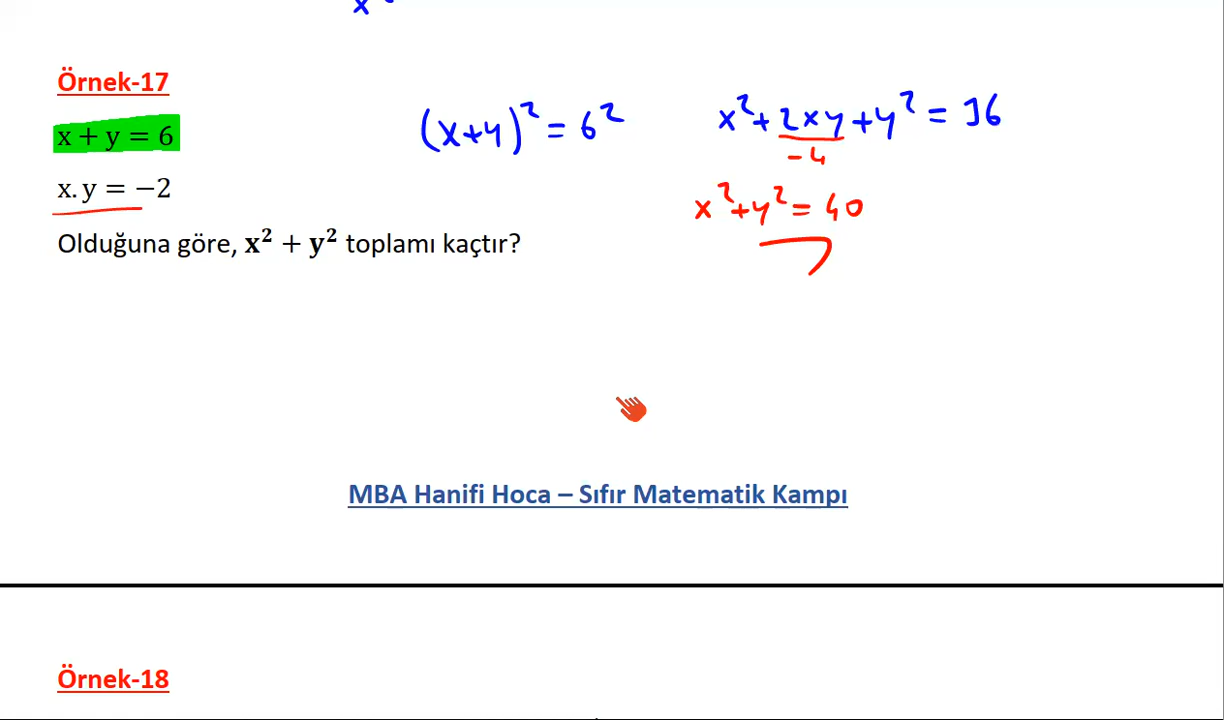 Örnek-17
x + y = 6
x. y = −2
Olduğuna göre, x² + y² toplamı kaçtır?
(x+y)² = 6²
x² + 2xy + y² = 36
-4
x² + y² = 40
MBA Hanifi Hoca – Sıfır Matematik Kampı
Örnek-18